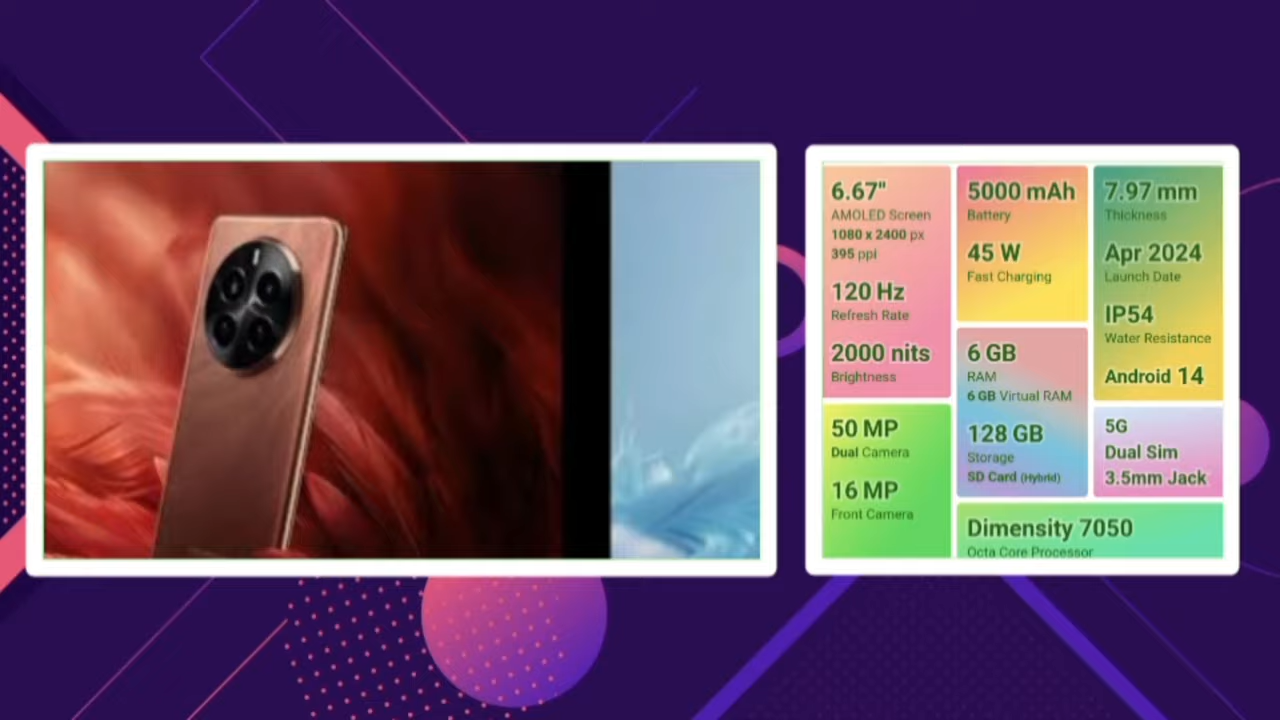 6.67"
AMOLED Screen
1080 x 2400 px
395 ppi
120 Hz
Refresh Rate
2000 nits
Brightness
50 MP
Dual Camera
16 MP
Front Camera
5000 mAh
Battery
45 W
Fast Charging
6 GB
RAM
6 GB Virtual RAM
128 GB
Storage
SD Card (Hybrid)
7.97 mm
Thickness
Apr 2024
Launch Date
IP54
Water Resistance
Android 14
5G
Dual Sim
3.5mm Jack
Dimensity 7050
Octa Core Processor